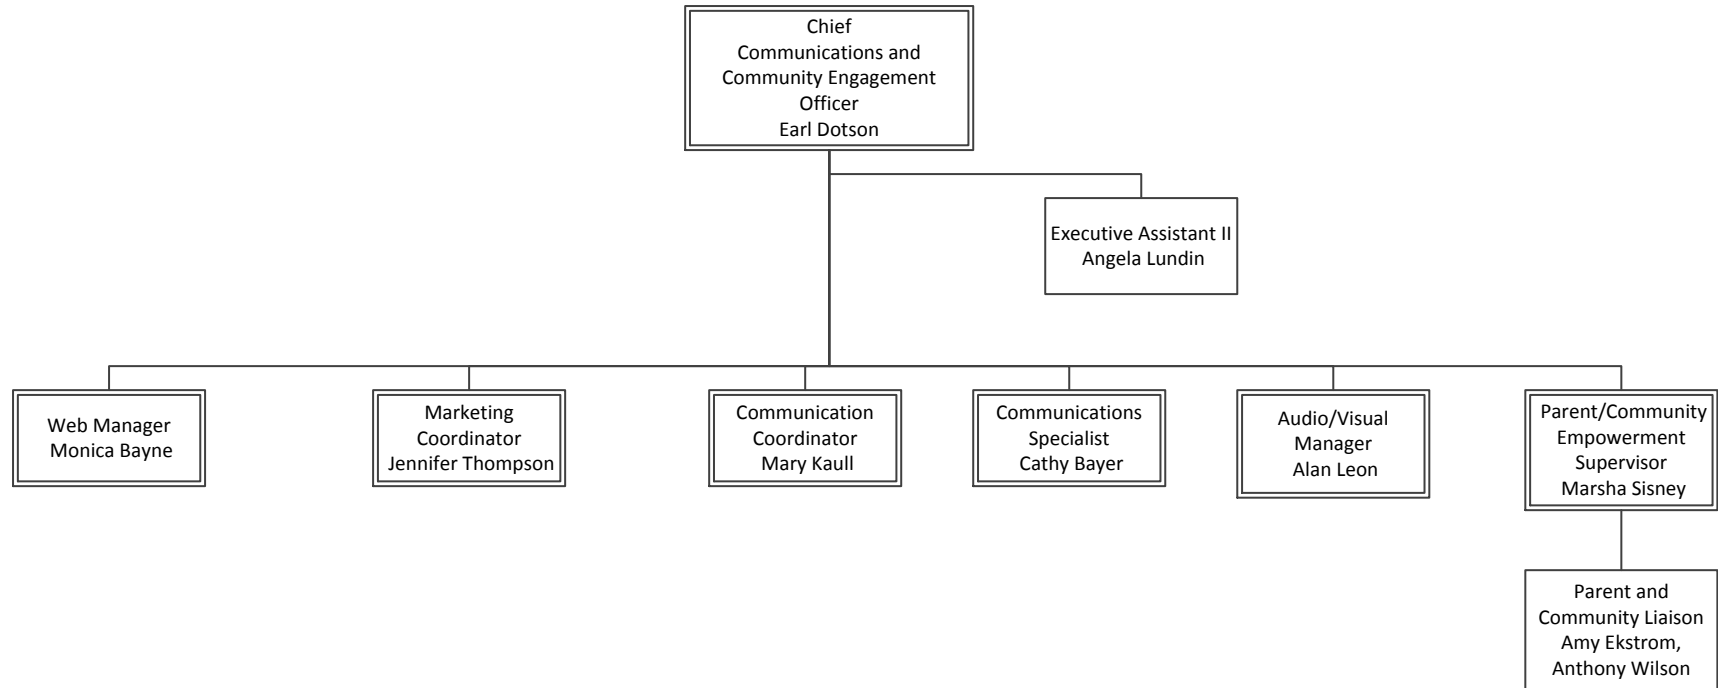 Chief
Communications and
Community Engagement
Officer
Earl Dotson
Executive Assistant II
Angela Lundin
Web Manager
Monica Bayne
Marketing
Coordinator
Jennifer Thompson
Communication
Coordinator
Mary Kaull
Communications
Specialist
Cathy Bayer
Audio/Visual
Manager
Alan Leon
Parent/Community
Empowerment
Supervisor
Marsha Sisney
Parent and
Community Liaison
Amy Ekstrom,
Anthony Wilson